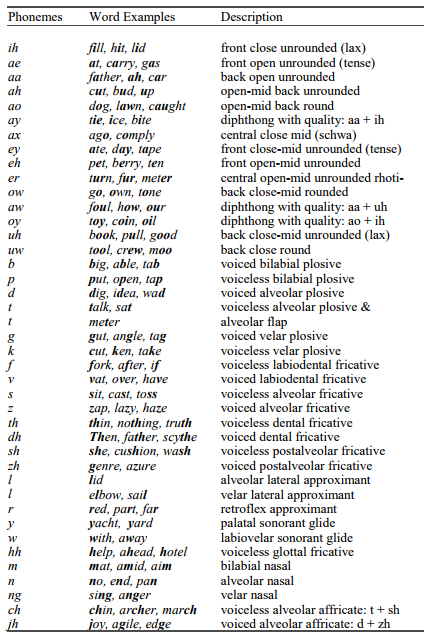 Phonemes Word Examples Description
ih fill, hit, lid front close unrounded (lax)
ae at, carry, gas front open unrounded (tense)
aa father, ah, car back open unrounded
ah cut, bud, up open-mid back unrounded
ao dog, lawn, caught open-mid back round
ay tie, ice, bite diphthong with quality: aa + ih
ax ago, comply central close mid (schwa)
ey ate, day, tape front close-mid unrounded (tense)
eh pet, berry, ten front open-mid unrounded
er turn, fur, meter central open-mid unrounded rhoti-
ow go, own, tone back close-mid rounded
aw foul, how, our diphthong with quality: aa + uh
oy toy, coin, oil diphthong with quality: ao + ih
uh book, pull, good back close-mid unrounded (lax)
uw tool, crew, moo back close round
b big, able, tab voiced bilabial plosive
p put, open, tap voiceless bilabial plosive
d dig, idea, wad voiced alveolar plosive
t talk, sat voiceless alveolar plosive &
t meter alveolar flap
g gut, angle, tag voiced velar plosive
k cut, ken, take voiceless velar plosive
f fork, after, if voiceless labiodental fricative
v vat, over, have voiced labiodental fricative
s sit, cast, toss voiceless alveolar fricative
z zap, lazy, haze voiced alveolar fricative
th thin, nothing, truth voiceless dental fricative
dh Then, father, scythe voiced dental fricative
sh she, cushion, wash voiceless postalveolar fricative
zh genre, azure voiced postalveolar fricative
l lid alveolar lateral approximant
l elbow, sail velar lateral approximant
r red, part, far retroflex approximant
y yacht, yard palatal sonorant glide
w with, away labiovelar sonorant glide
hh help, ahead, hotel voiceless glottal fricative
m mat, amid, aim bilabial nasal
n no, end, pan alveolar nasal
ng sing, anger velar nasal
ch chin, archer, march voiceless alveolar affricate: t + sh
jh joy, agile, edge voiced alveolar affricate: d + zh